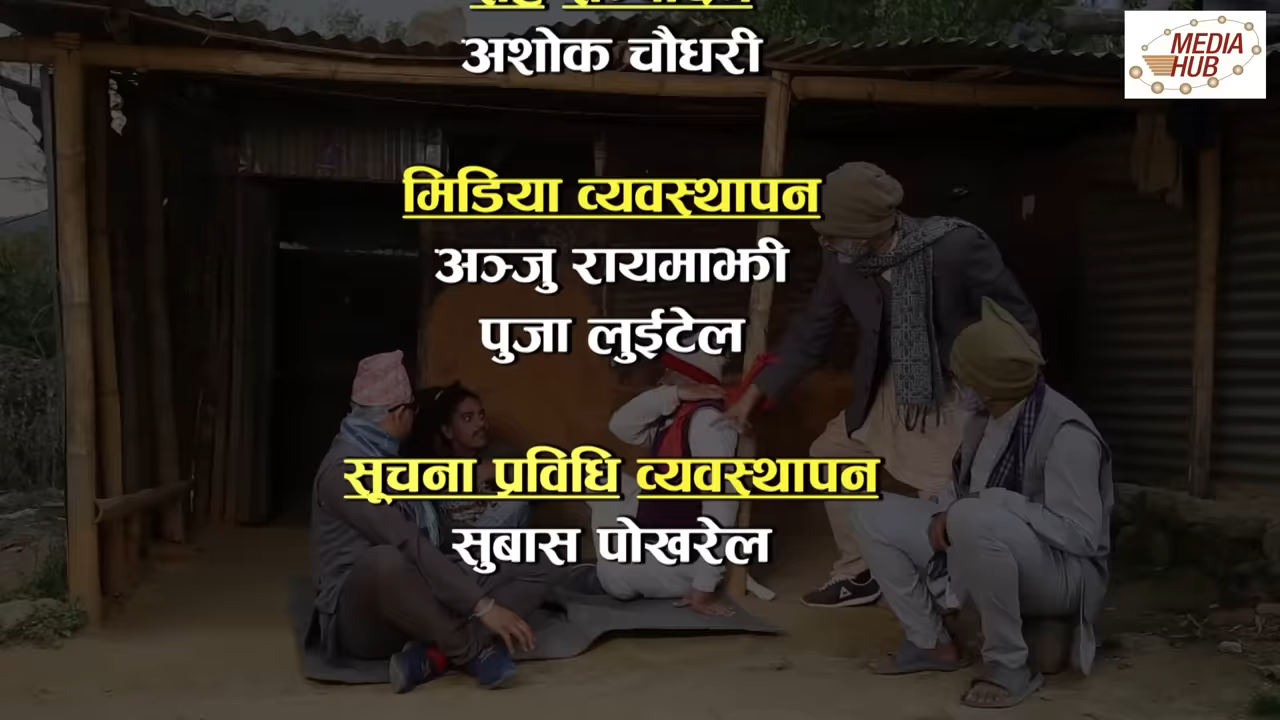 अशोक चौधरी
MEDIA
HUB
मिडिया व्यवस्थापन
अञ्जु रायमाझी
पुजा लुईटेल
सूचना प्रविधि व्यवस्थापन
सुबास पोखरेल